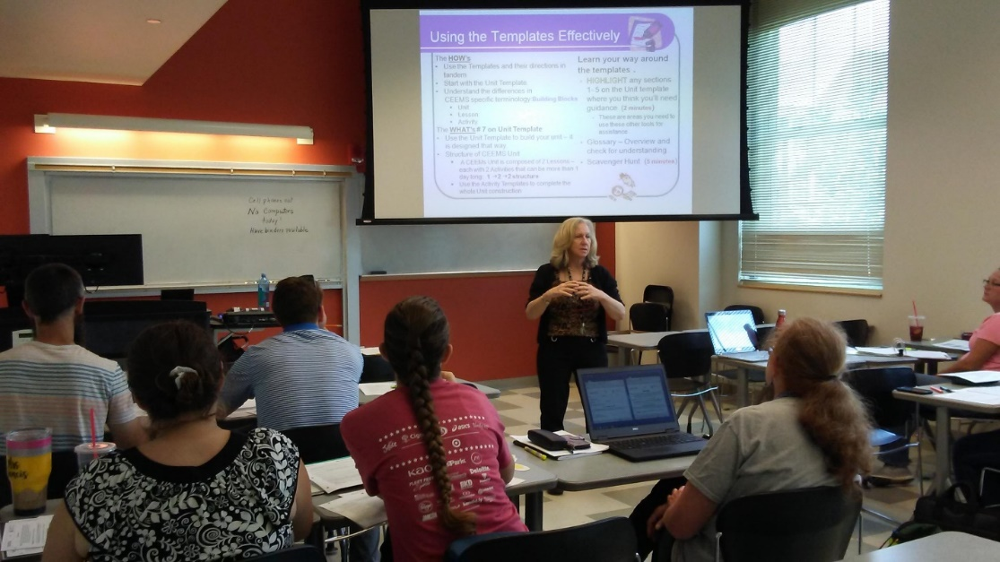 Using the Templates Effectively
The HOW's
• Use the Templates and their directions in
tandem
• Start with the Unit Template
• Understand the differences in
CEEMS specific terminology/Building Blocks
• Unit
• Lesson
• Activity
The WHAT's # 7 on Unit Template
• Use the Unit Template to build your unit – it
is designed that way.
• Structure of CEEMS Unit
• A CEEMS Unit is composed of 2 Lessons –
each with 2 Activities that can be more than 1
day long:
• Use the Activity Templates to complete the
whole Unit construction
Learn your way around
the templates .
- HIGHLIGHT any sections
1- 5 on the Unit template
where you think you'll need
guidance (2 minutes)
• These are areas you need to
use these other tools for
assistance
- Glossary – Overview and
check for understanding
- Scavenger Hunt (5 minutes)
Cell phones out
No Computers
today!
Have binders available
asics
Deloitte
BKD
DELL